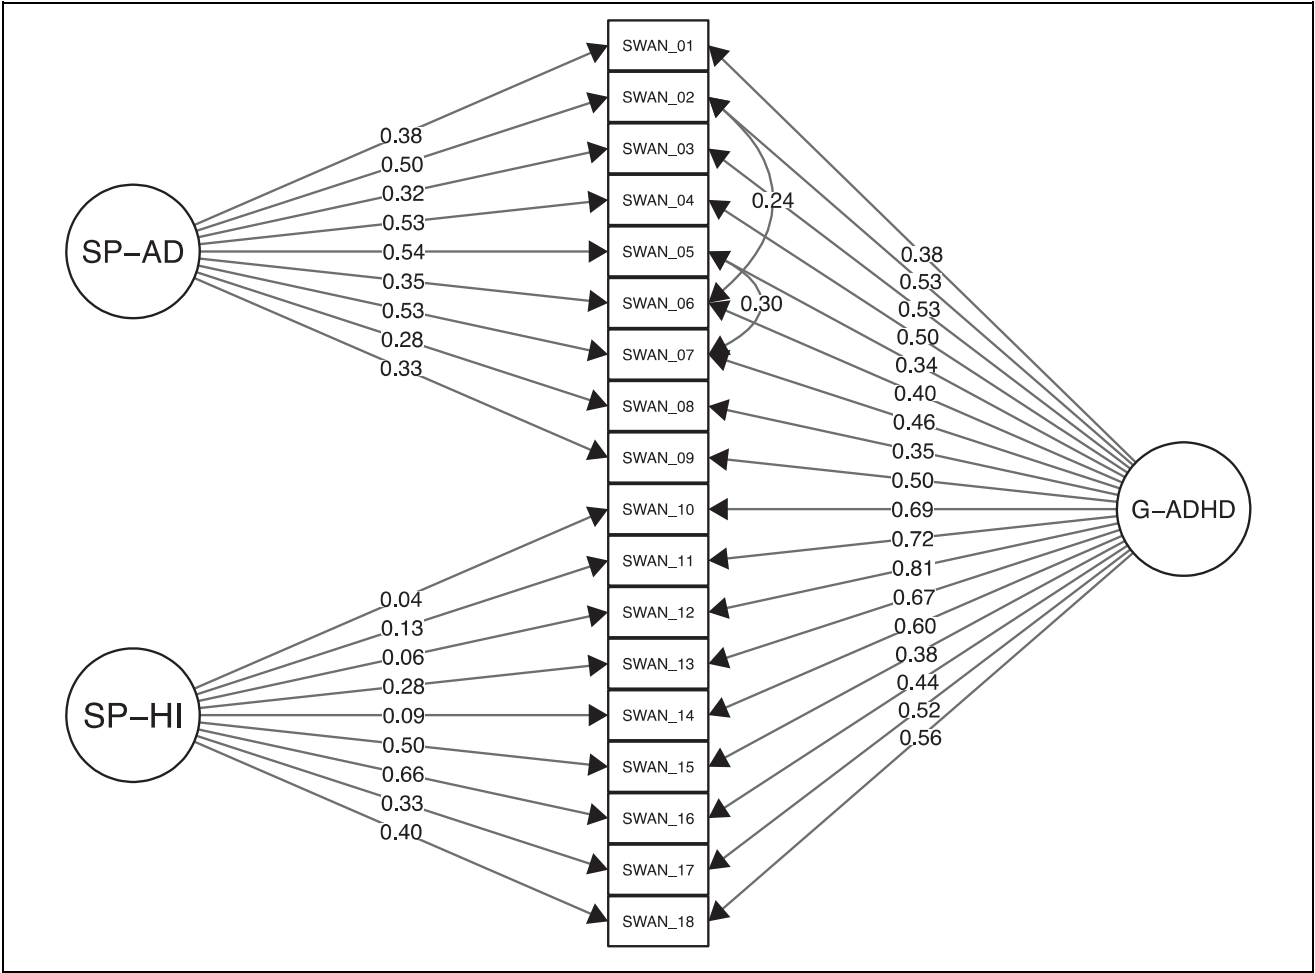 SWAN_01
SWAN_02
SWAN_03
SWAN_04
SWAN_05
SWAN_06
SWAN_07
SWAN_08
SWAN_09
SWAN_10
SWAN_11
SWAN_12
SWAN_13
SWAN_14
SWAN_15
SWAN_16
SWAN_17
SWAN_18
SP−AD
0.38
0.50
0.32
0.53
0.54
0.35
0.53
0.28
0.33
SP−HI
0.04
0.13
0.06
0.28
0.09
0.50
0.66
0.33
0.40
0.24
0.30
G−ADHD
0.38
0.53
0.53
0.50
0.34
0.40
0.46
0.35
0.50
0.69
0.72
0.81
0.67
0.60
0.38
0.44
0.52
0.56